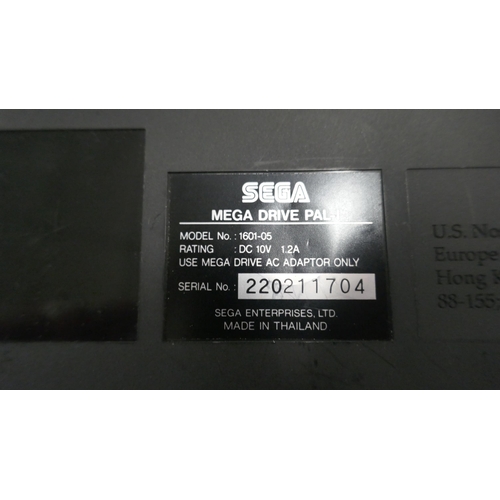 SEGA
MEGA DRIVE PAL-I
MODEL No. : 1601-05
RATING : DC 10V 1.2A
USE MEGA DRIVE AC ADAPTOR ONLY
SERIAL No. : 220211704
SEGA ENTERPRISES, LTD.
MADE IN THAILAND
U.S. No
Europe
Hong K
88-155